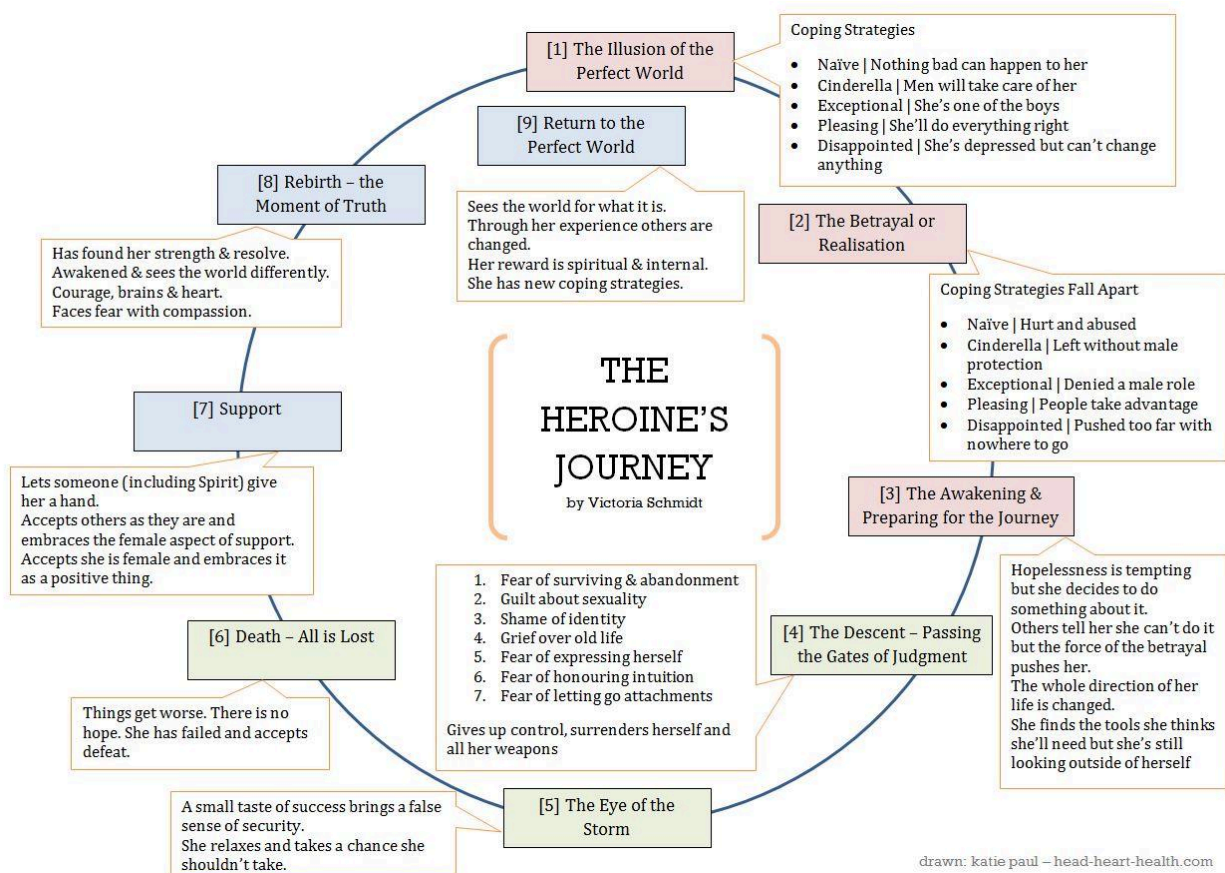 [1] The Illusion of the
Perfect World
Coping Strategies
• Naïve | Nothing bad can happen to her
• Cinderella | Men will take care of her
• Exceptional | She's one of the boys
• Pleasing | She'll do everything right
• Disappointed | She's depressed but can't change
anything
[2] The Betrayal or
Realisation
Coping Strategies Fall Apart
• Naïve | Hurt and abused
• Cinderella | Left without male
protection
• Exceptional | Denied a male role
• Pleasing | People take advantage
• Disappointed | Pushed too far with
nowhere to go
[3] The Awakening &
Preparing for the Journey
Hopelessness is tempting
but she decides to do
something about it.
Others tell her she can't do it
but the force of the betrayal
pushes her.
The whole direction of her
life is changed.
She finds the tools she thinks
she'll need but she's still
looking outside of herself
[4] The Descent – Passing
the Gates of Judgment
1. Fear of surviving & abandonment
2. Guilt about sexuality
3. Shame of identity
4. Grief over old life
5. Fear of expressing herself
6. Fear of honouring intuition
7. Fear of letting go attachments
Gives up control, surrenders herself and
all her weapons
[5] The Eye of the
Storm
A small taste of success brings a false
sense of security.
She relaxes and takes a chance she
shouldn't take.
[6] Death – All is Lost
Things get worse. There is no
hope. She has failed and accepts
defeat.
[7] Support
Lets someone (including Spirit) give
her a hand.
Accepts others as they are and
embraces the female aspect of support.
Accepts she is female and embraces it
as a positive thing.
[8] Rebirth – the
Moment of Truth
Has found her strength & resolve.
Awakened & sees the world differently.
Courage, brains & heart.
Faces fear with compassion.
[9] Return to the
Perfect World
Sees the world for what it is.
Through her experience others are
changed.
Her reward is spiritual & internal.
She has new coping strategies.
THE
HEROINE'S
JOURNEY
by Victoria Schmidt
drawn: katie paul – head-heart-health.com